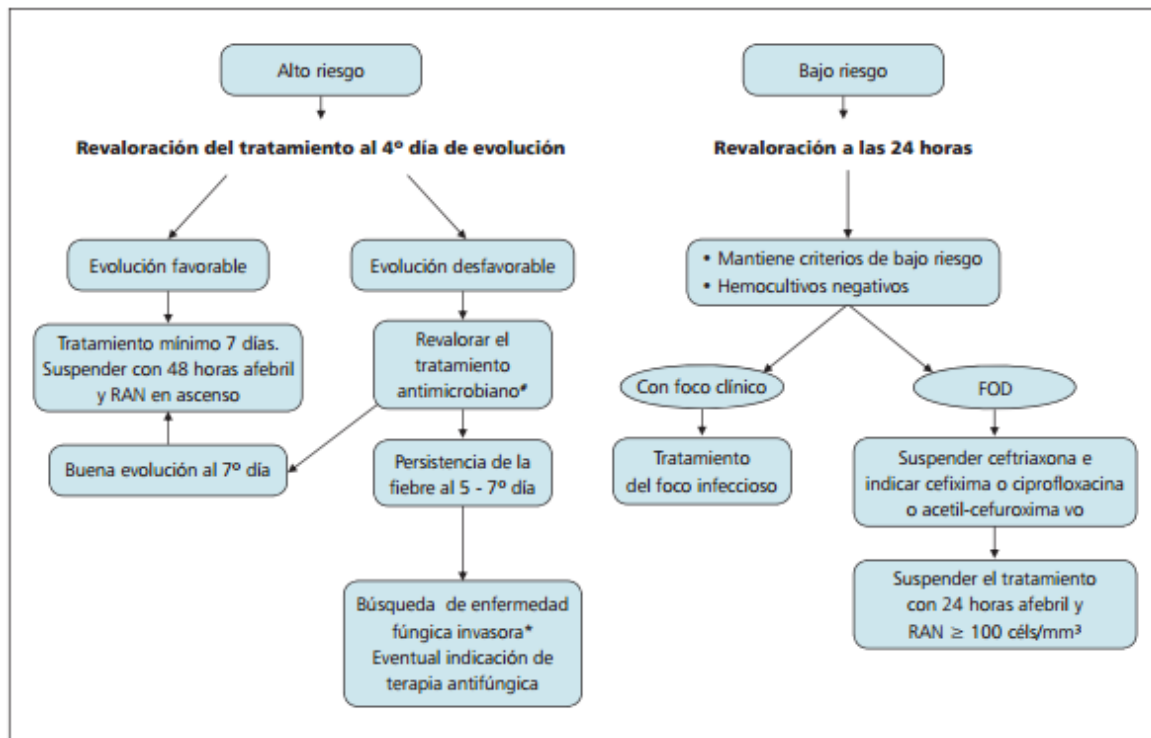 Alto riesgo
Revaloración del tratamiento al 4º día de evolución
Evolución favorable
Tratamiento mínimo 7 días.
Suspender con 48 horas afebril
y RAN en ascenso
Buena evolución al 7º día
Evolución desfavorable
Revalorar el
tratamiento
antimicrobiano#
Persistencia de la
fiebre al 5 - 7º día
Búsqueda de enfermedad
fúngica invasora*
Eventual indicación de
terapia antifúngica
Bajo riesgo
Revaloración a las 24 horas
• Mantiene criterios de bajo riesgo
• Hemocultivos negativos
Con foco clínico
Tratamiento
del foco infeccioso
FOD
Suspender ceftriaxona e
indicar cefixima o ciprofloxacina
o acetil-cefuroxima vo
Suspender el tratamiento
con 24 horas afebril y
RAN ≥ 100 céls/mm³